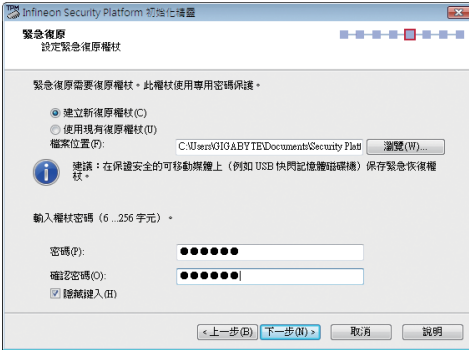 Infineon Security Platform 初始化精靈
緊急復原
設定緊急復原權杖
緊急復原需要復原權杖。此權杖使用專用密碼保護。
建立新復原權杖(C)
使用現有復原權杖(U)
檔案位置(F):
C:\Users\GIGABYTE\Documents\Security Platf
瀏覽(W)...
建議：在保證安全的可移動媒體上（例如 USB 快閃記憶體磁碟機）保存緊急恢復權
杖。
輸入權杖密碼（6 ...256 字元）。
密碼(P):
●●●●●●
確認密碼(O):
●●●●●●
隱藏鍵入(H)
<上一步(B)
下一步(N)>
取消
說明